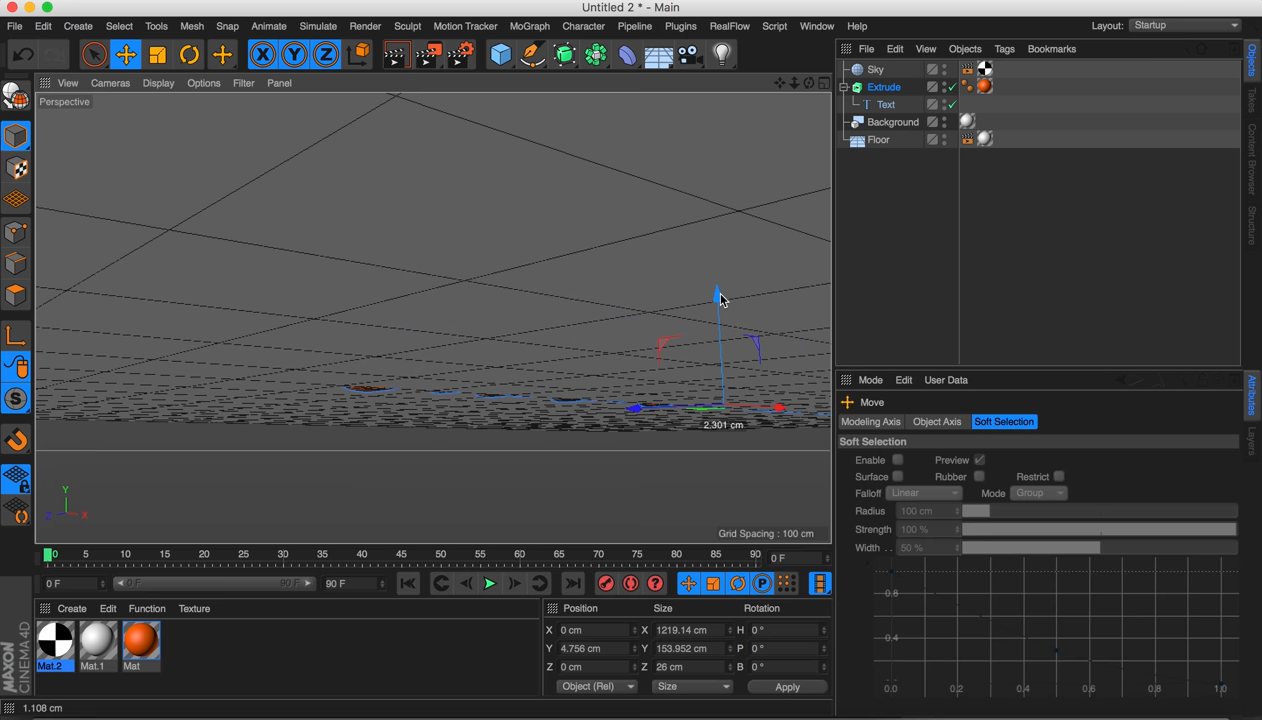 Untitled 2 * - Main
File Edit Create Select Tools Mesh Snap Animate Simulate Render Sculpt Motion Tracker MoGraph Character Pipeline Plugins RealFlow Script Window Help Layout: Startup
X Y Z
File Edit View Objects Tags Bookmarks
Objects
Takes
Content Browser
Structure
View Cameras Display Options Filter Panel
Perspective
Sky
Extrude
T Text
Background
Floor
S
2.301 cm
Y
Z X
Grid Spacing : 100 cm
Mode Edit User Data
Attributes
Layers
Move
Modeling Axis Object Axis Soft Selection
Soft Selection
Enable Preview
Surface Rubber Restrict
Falloff Linear Mode Group
Radius 100 cm
Strength 100 %
Width . . 50 %
0.8
0.4
0.0 0.2 0.4 0.6 0.8 1.0
0 5 10 15 20 25 30 35 40 45 50 55 60 65 70 75 80 85 90 0 F
0 F 0 F 90 F 90 F
P
Create Edit Function Texture
Mat.2 Mat.1 Mat
Position Size Rotation
X 0 cm X 1219.14 cm H 0 °
Y 4.756 cm Y 153.952 cm P 0 °
Z 0 cm Z 26 cm B 0 °
Object (Rel) Size Apply
MAXON
CINEMA4D
1.108 cm